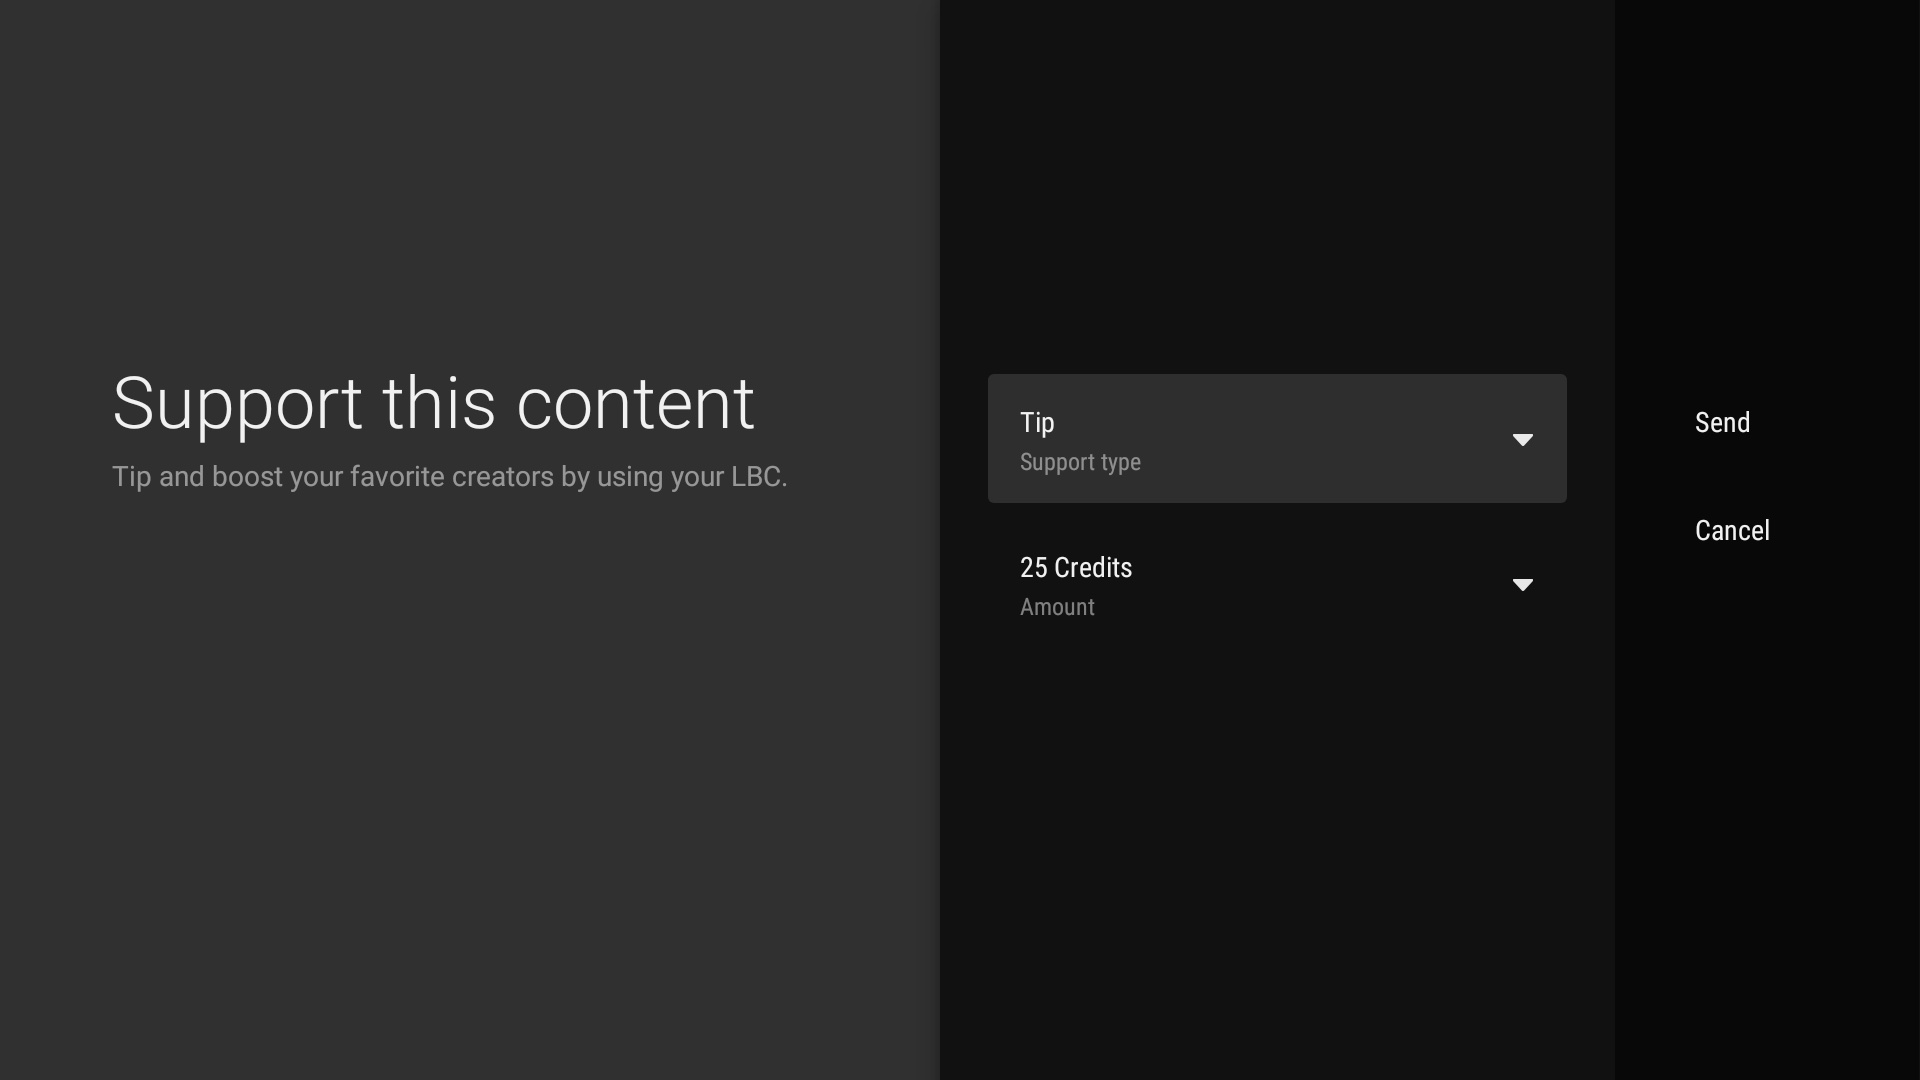 Support this content
Tip and boost your favorite creators by using your LBC.
Tip
Support type
25 Credits
Amount
Send
Cancel